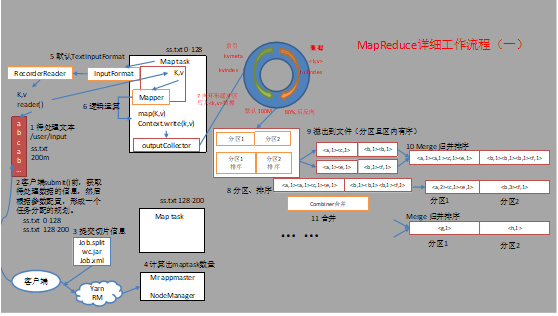 MapReduce详细工作流程（一）
ss.txt 0-128
5 默认TextInputFormat
Map task
RecorderReader
InputFormat
K,v
K,v
reader()
Mapper
6 逻辑运算
map(K,v)
Context.write(k,v)
outputCollector
索引
kvmeta
kvindex
数据
<k,v>
bufindex
默认100M
80%,后反向
a
b
c
a
b
...
1 待处理文本
/user/input
ss.txt
200m
2 客户端submit()前，获取
待处理数据的信息，然后
根据参数配置，形成一个
任务分配的规划。
ss.txt 0-128
ss.txt 128-200
3 提交切片信息
Job.split
wc.jar
Job.xml
客户端
Yarn
RM
4 计算出maptask数量
Mr appmaster
NodeManager
ss.txt 128-200
Map task
分区1
分区2
分区1
排序
分区2
排序
8 分区、排序
9 溢出到文件（分区且区内有序）
<a,1><c,1>
<b,1><b,1>
<a,1><e,1>
<b,1><f,1>
10 Merge 归并排序
<a,1><a,1><c,1><e,1>
<b,1><b,1><b,1><f,1>
<a,1><a,1><c,1><e,1>
<b,1><b,1><b,1><f,1>
Combiner合并
11 合并
<a,2><c,1><e,1>
<b,3><f,1>
分区1
分区2
Merge 归并排序
<g,1>
<h,1>
分区1
分区2
... ...